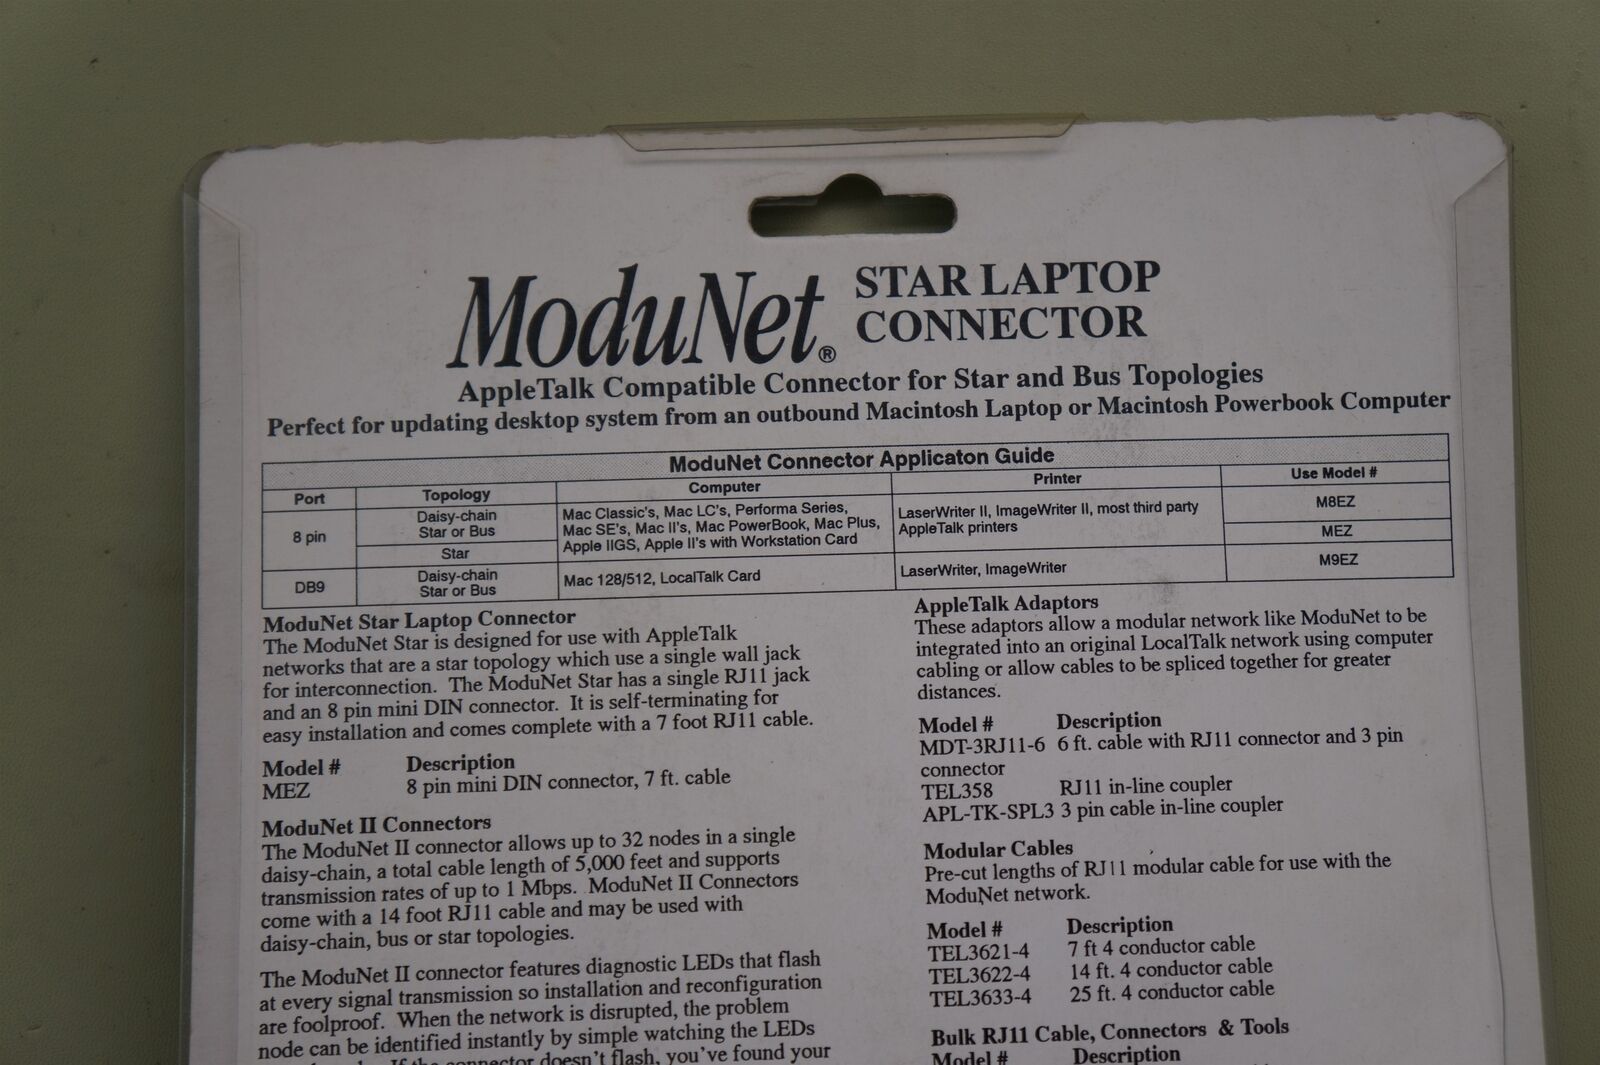 ModuNet® STAR LAPTOP
CONNECTOR
AppleTalk Compatible Connector for Star and Bus Topologies
Perfect for updating desktop system from an outbound Macintosh Laptop or Macintosh Powerbook Computer
ModuNet Connector Applicaton Guide
Port Topology Computer Printer Use Model #
8 pin
Daisy-chain
Star or Bus
Star
Mac Classic's, Mac LC's, Performa Series,
Mac SE's, Mac II's, Mac PowerBook, Mac Plus,
Apple IIGS, Apple II's with Workstation Card
LaserWriter II, ImageWriter II, most third party
AppleTalk printers
M8EZ
MEZ
DB9
Daisy-chain
Star or Bus
Mac 128/512, LocalTalk Card
LaserWriter, ImageWriter
M9EZ
ModuNet Star Laptop Connector
The ModuNet Star is designed for use with AppleTalk
networks that are a star topology which use a single wall jack
for interconnection. The ModuNet Star has a single RJ11 jack
and an 8 pin mini DIN connector. It is self-terminating for
easy installation and comes complete with a 7 foot RJ11 cable.
Model # Description
MEZ 8 pin mini DIN connector, 7 ft. cable
ModuNet II Connectors
The ModuNet II connector allows up to 32 nodes in a single
daisy-chain, a total cable length of 5,000 feet and supports
transmission rates of up to 1 Mbps. ModuNet II Connectors
come with a 14 foot RJ11 cable and may be used with
daisy-chain, bus or star topologies.
The ModuNet II connector features diagnostic LEDs that flash
at every signal transmission so installation and reconfiguration
are foolproof. When the network is disrupted, the problem
node can be identified instantly by simple watching the LEDs
If the connector doesn't flash, you've found your
AppleTalk Adaptors
These adaptors allow a modular network like ModuNet to be
integrated into an original LocalTalk network using computer
cabling or allow cables to be spliced together for greater
distances.
Model # Description
MDT-3RJ11-6 6 ft. cable with RJ11 connector and 3 pin
connector
TEL358 RJ11 in-line coupler
APL-TK-SPL3 3 pin cable in-line coupler
Modular Cables
Pre-cut lengths of RJ11 modular cable for use with the
ModuNet network.
Model # Description
TEL3621-4 7 ft 4 conductor cable
TEL3622-4 14 ft. 4 conductor cable
TEL3633-4 25 ft. 4 conductor cable
Bulk RJ11 Cable, Connectors & Tools
Model # Description